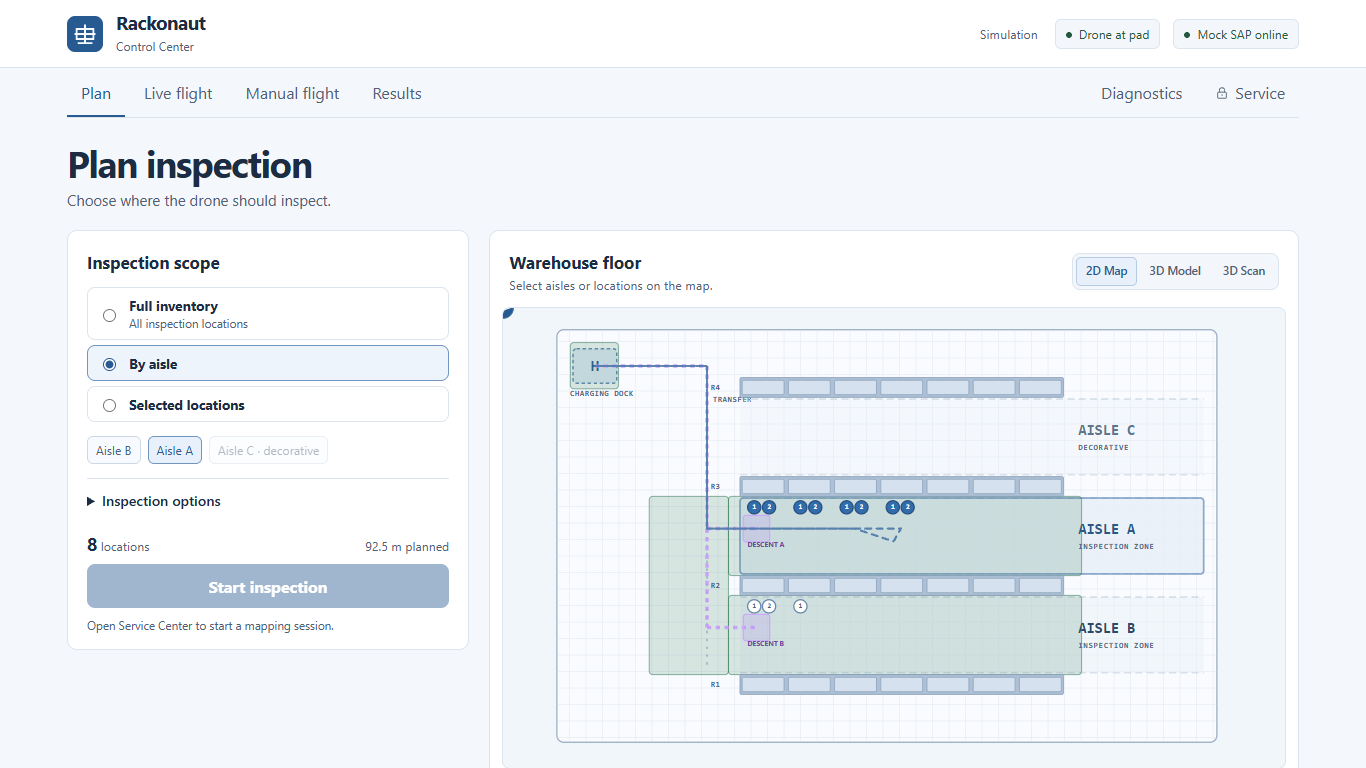 Rackonaut
Control Center
Simulation
Drone at pad
Mock SAP online
Plan
Live flight
Manual flight
Results
Diagnostics
Service
Plan inspection
Choose where the drone should inspect.
Inspection scope
Full inventory
All inspection locations
By aisle
Selected locations
Aisle B
Aisle A
Aisle C · decorative
Inspection options
8 locations
92.5 m planned
Start inspection
Open Service Center to start a mapping session.
Warehouse floor
Select aisles or locations on the map.
2D Map
3D Model
3D Scan
H
CHARGING DOCK
R4
TRANSFER
AISLE C
DECORATIVE
R3
1 2 1 2 1 2 1 2
AISLE A
DESCENT A
INSPECTION ZONE
R2
1 2 1
AISLE B
DESCENT B
INSPECTION ZONE
R1